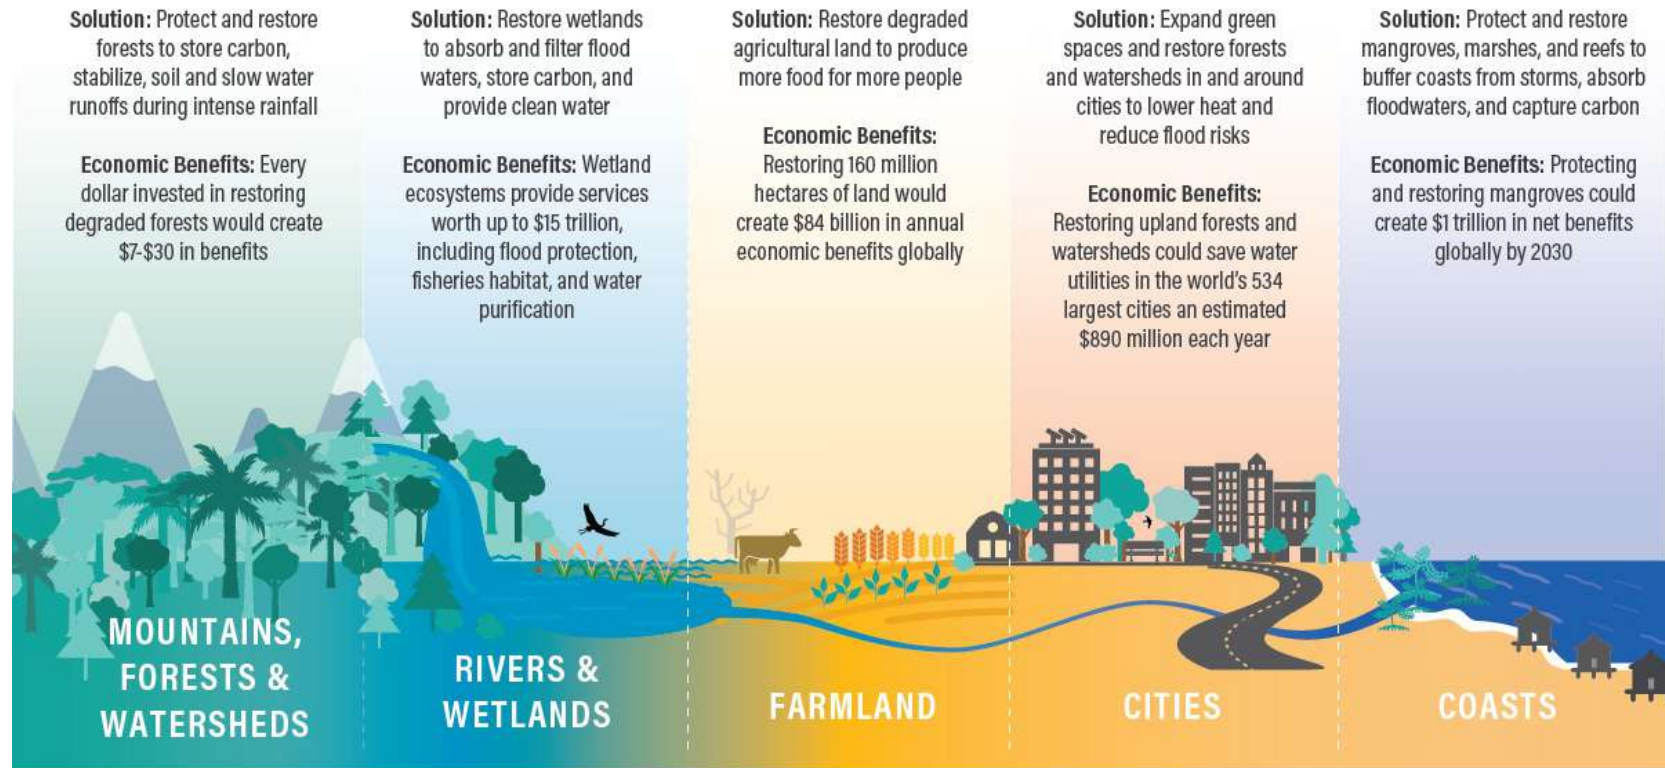 Solution: Protect and restore
forests to store carbon,
stabilize, soil and slow water
runoffs during intense rainfall
Economic Benefits: Every
dollar invested in restoring
degraded forests would create
$7-$30 in benefits
MOUNTAINS,
FORESTS &
WATERSHEDS
Solution: Restore wetlands
to absorb and filter flood
waters, store carbon, and
provide clean water
Economic Benefits: Wetland
ecosystems provide services
worth up to $15 trillion,
including flood protection,
fisheries habitat, and water
purification
RIVERS &
WETLANDS
Solution: Restore degraded
agricultural land to produce
more food for more people
Economic Benefits:
Restoring 160 million
hectares of land would
create $84 billion in annual
economic benefits globally
FARMLAND
Solution: Expand green
spaces and restore forests
and watersheds in and around
cities to lower heat and
reduce flood risks
Economic Benefits:
Restoring upland forests and
watersheds could save water
utilities in the world's 534
largest cities an estimated
$890 million each year
CITIES
Solution: Protect and restore
mangroves, marshes, and reefs to
buffer coasts from storms, absorb
floodwaters, and capture carbon
Economic Benefits: Protecting
and restoring mangroves could
create $1 trillion in net benefits
globally by 2030
COASTS